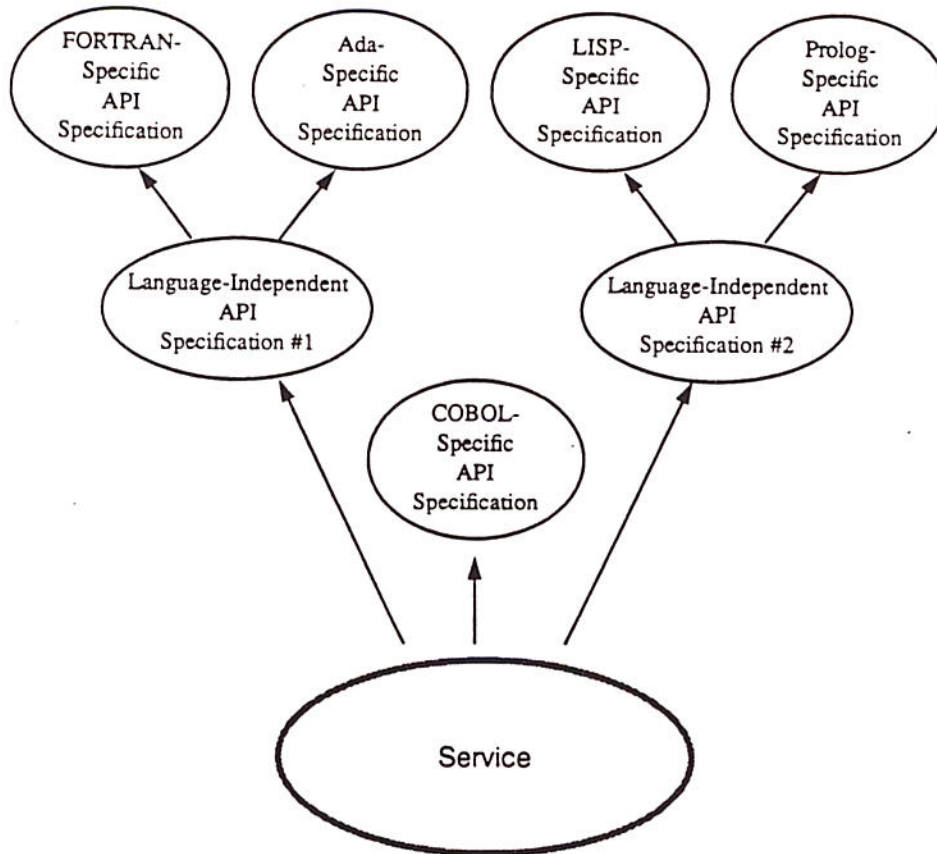 FORTRAN-
Specific
API
Specification
Ada-
Specific
API
Specification
LISP-
Specific
API
Specification
Prolog-
Specific
API
Specification
Language-Independent
API
Specification #1
Language-Independent
API
Specification #2
COBOL-
Specific
API
Specification
Service